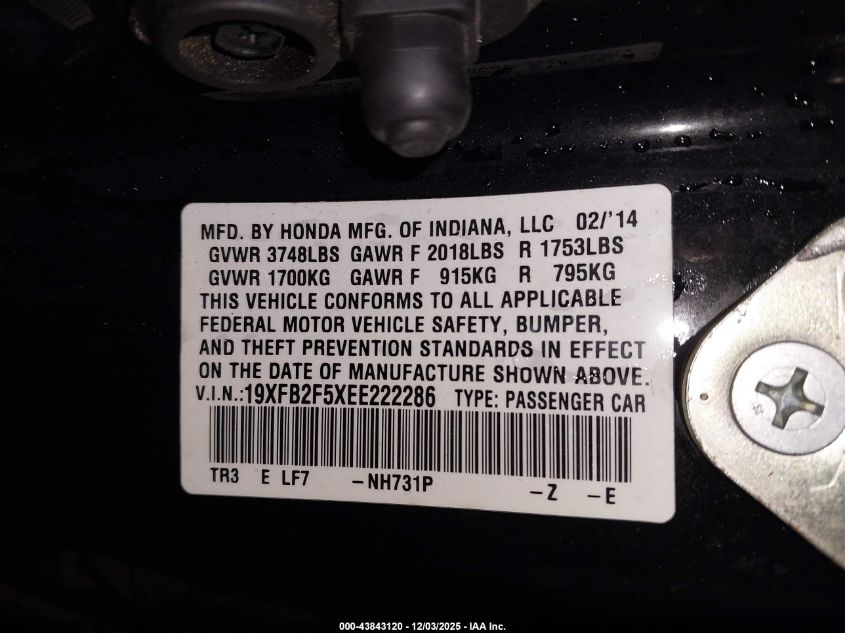 MFD. BY HONDA MFG. OF INDIANA, LLC 02/'14
GVWR 3748LBS GAWR F 2018LBS R 1753LBS
GVWR 1700KG GAWR F 915KG R 795KG
THIS VEHICLE CONFORMS TO ALL APPLICABLE
FEDERAL MOTOR VEHICLE SAFETY, BUMPER,
AND THEFT PREVENTION STANDARDS IN EFFECT
ON THE DATE OF MANUFACTURE SHOWN ABOVE.
V.I.N.:19XFB2F5XEE222286 TYPE: PASSENGER CAR
TR3 E LF7 -NH731P -Z -E
000-43843120 - 12/03/2025 - IAA Inc.